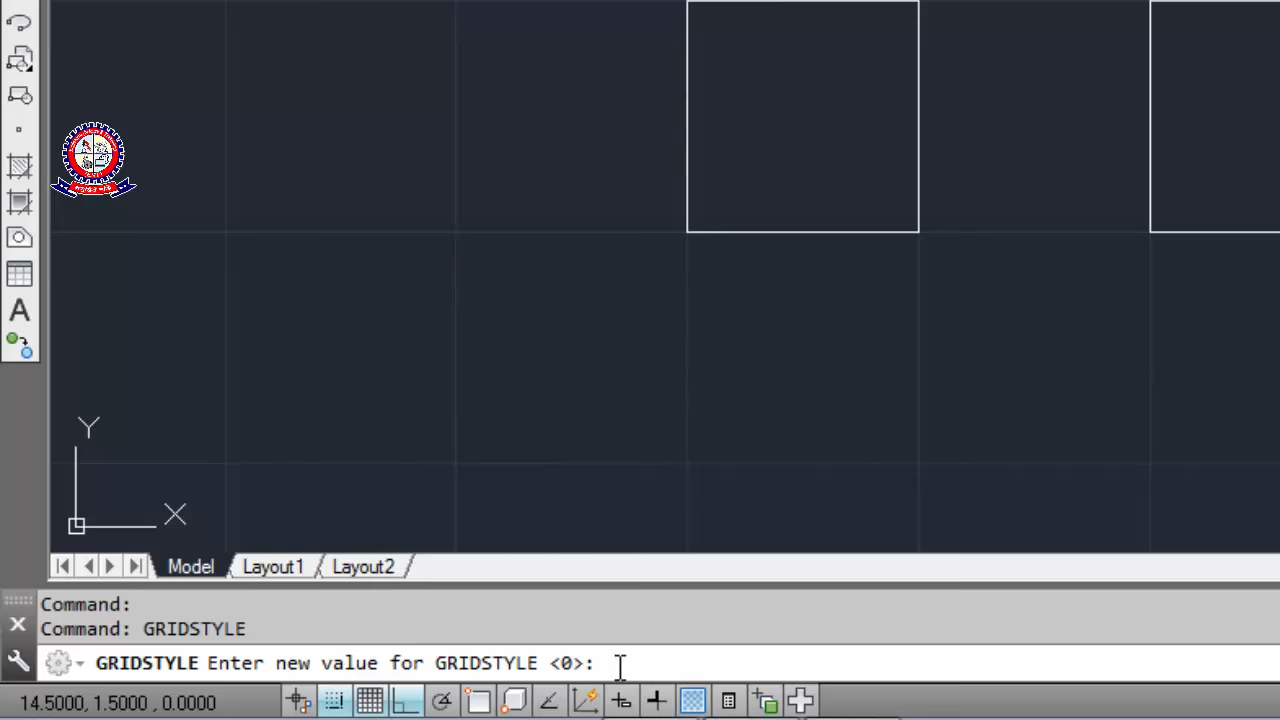 A
Y
X
Model Layout1 Layout2
Command:
Command: GRIDSTYLE
GRIDSTYLE Enter new value for GRIDSTYLE <0>:
14.5000, 1.5000 , 0.0000